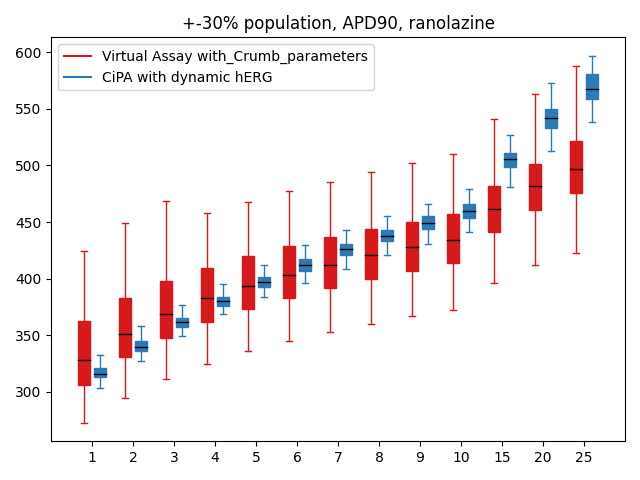 +-30% population, APD90, ranolazine
Virtual Assay with_Crumb_parameters
CiPA with dynamic hERG
600
550
500
450
400
350
300
1 2 3 4 5 6 7 8 9 10 15 20 25